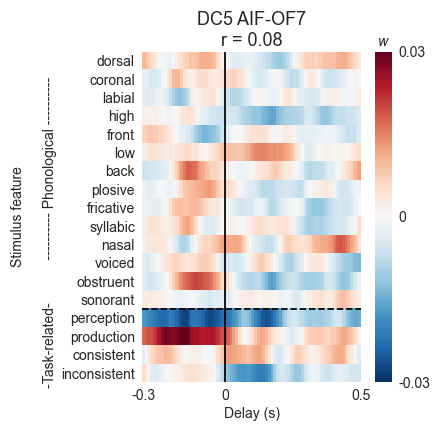 DC5 AIF-OF7
r = 0.08
w
Stimulus feature
-Task-related-
---------- Phonological ----------
dorsal
coronal
labial
high
front
low
back
plosive
fricative
syllabic
nasal
voiced
obstruent
sonorant
perception
production
consistent
inconsistent
0.03
0
-0.03
-0.3
0
0.5
Delay (s)